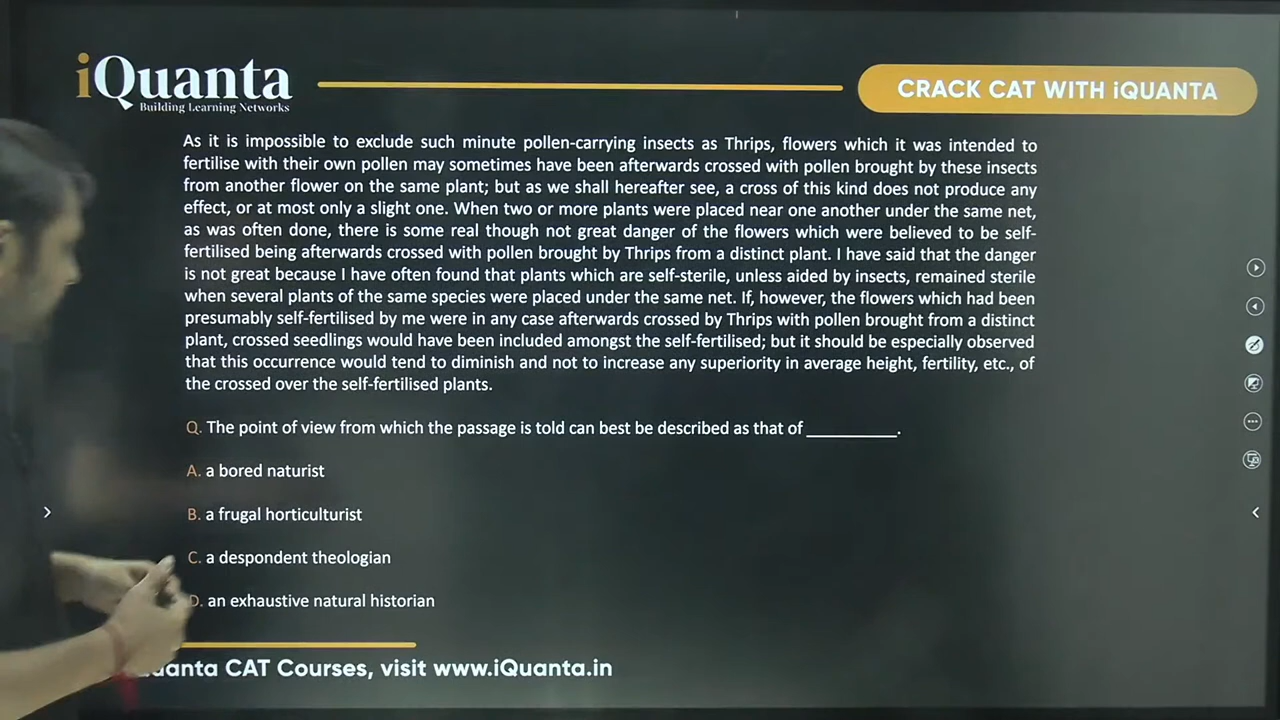 iQuanta
Building Learning Networks
CRACK CAT WITH iQUANTA
As it is impossible to exclude such minute pollen-carrying insects as Thrips, flowers which it was intended to
fertilise with their own pollen may sometimes have been afterwards crossed with pollen brought by these insects
from another flower on the same plant; but as we shall hereafter see, a cross of this kind does not produce any
effect, or at most only a slight one. When two or more plants were placed near one another under the same net,
as was often done, there is some real though not great danger of the flowers which were believed to be self-
fertilised being afterwards crossed with pollen brought by Thrips from a distinct plant. I have said that the danger
is not great because I have often found that plants which are self-sterile, unless aided by insects, remained sterile
when several plants of the same species were placed under the same net. If, however, the flowers which had been
presumably self-fertilised by me were in any case afterwards crossed by Thrips with pollen brought from a distinct
plant, crossed seedlings would have been included amongst the self-fertilised; but it should be especially observed
that this occurrence would tend to diminish and not to increase any superiority in average height, fertility, etc., of
the crossed over the self-fertilised plants.
Q. The point of view from which the passage is told can best be described as that of __________.
A. a bored naturist
B. a frugal horticulturist
C. a despondent theologian
D. an exhaustive natural historian
CAT Courses, visit www.iQuanta.in